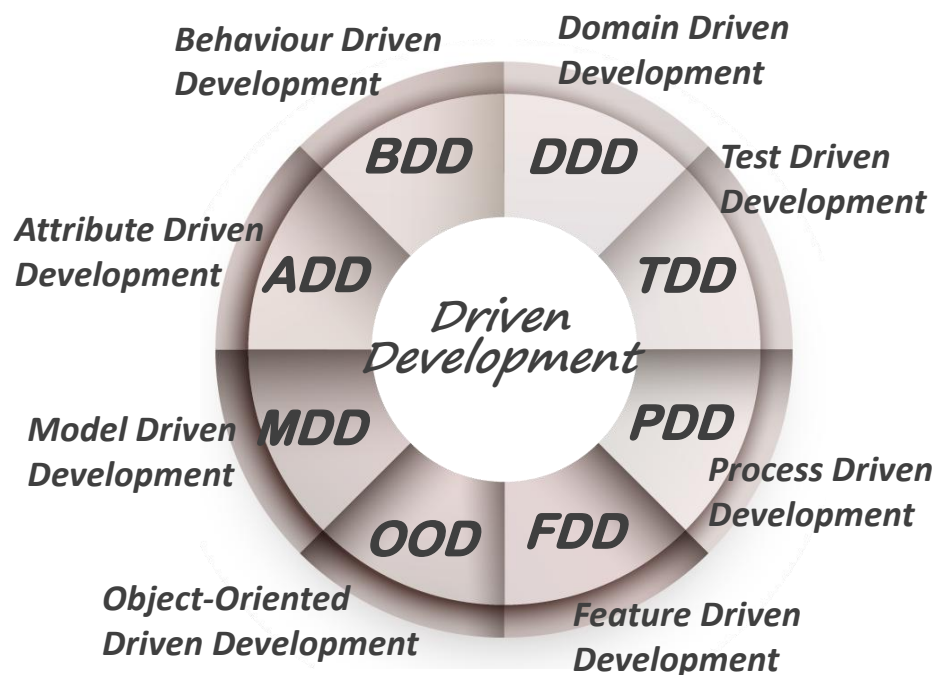 Behaviour Driven
Development
Domain Driven
Development
BDD
DDD
Test Driven
Development
Attribute Driven
Development
ADD
TDD
Driven
Development
MDD
PDD
Model Driven
Development
Process Driven
Development
OOD
FDD
Object-Oriented
Driven Development
Feature Driven
Development